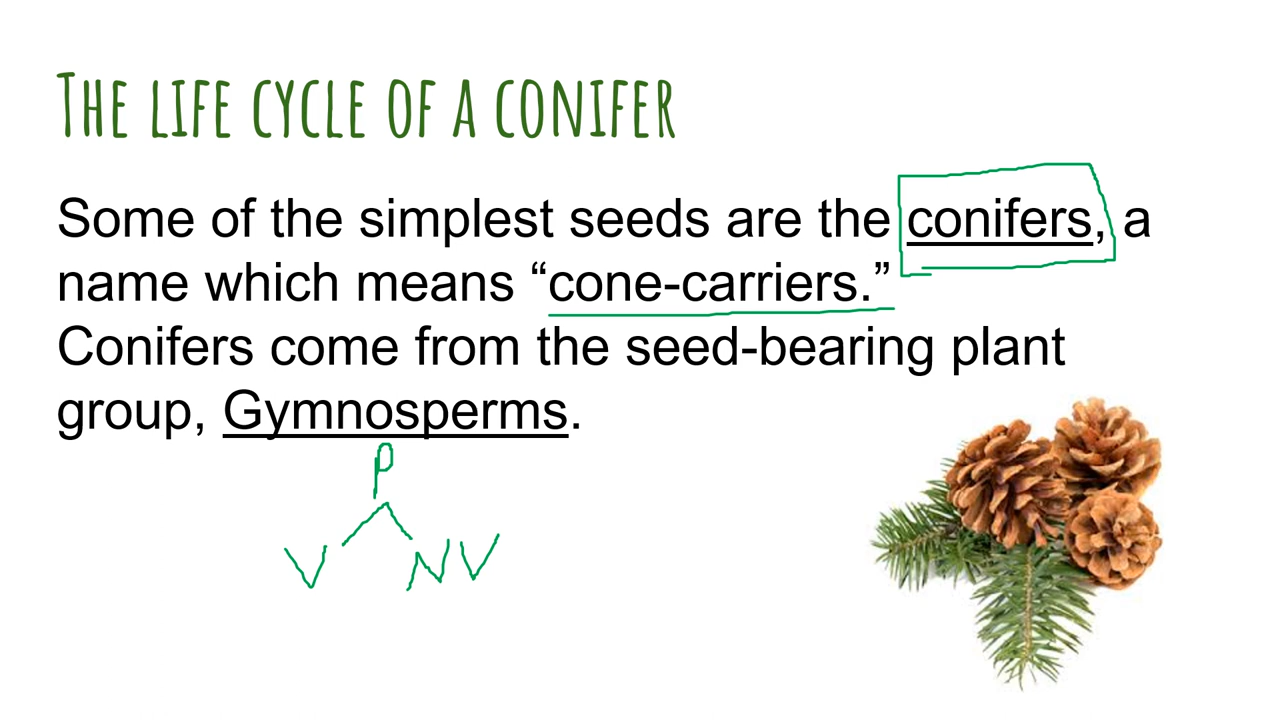 The life cycle of a conifer
Some of the simplest seeds are the conifers, a
name which means “cone-carriers.”
Conifers come from the seed-bearing plant
group, Gymnosperms.
P
V NV